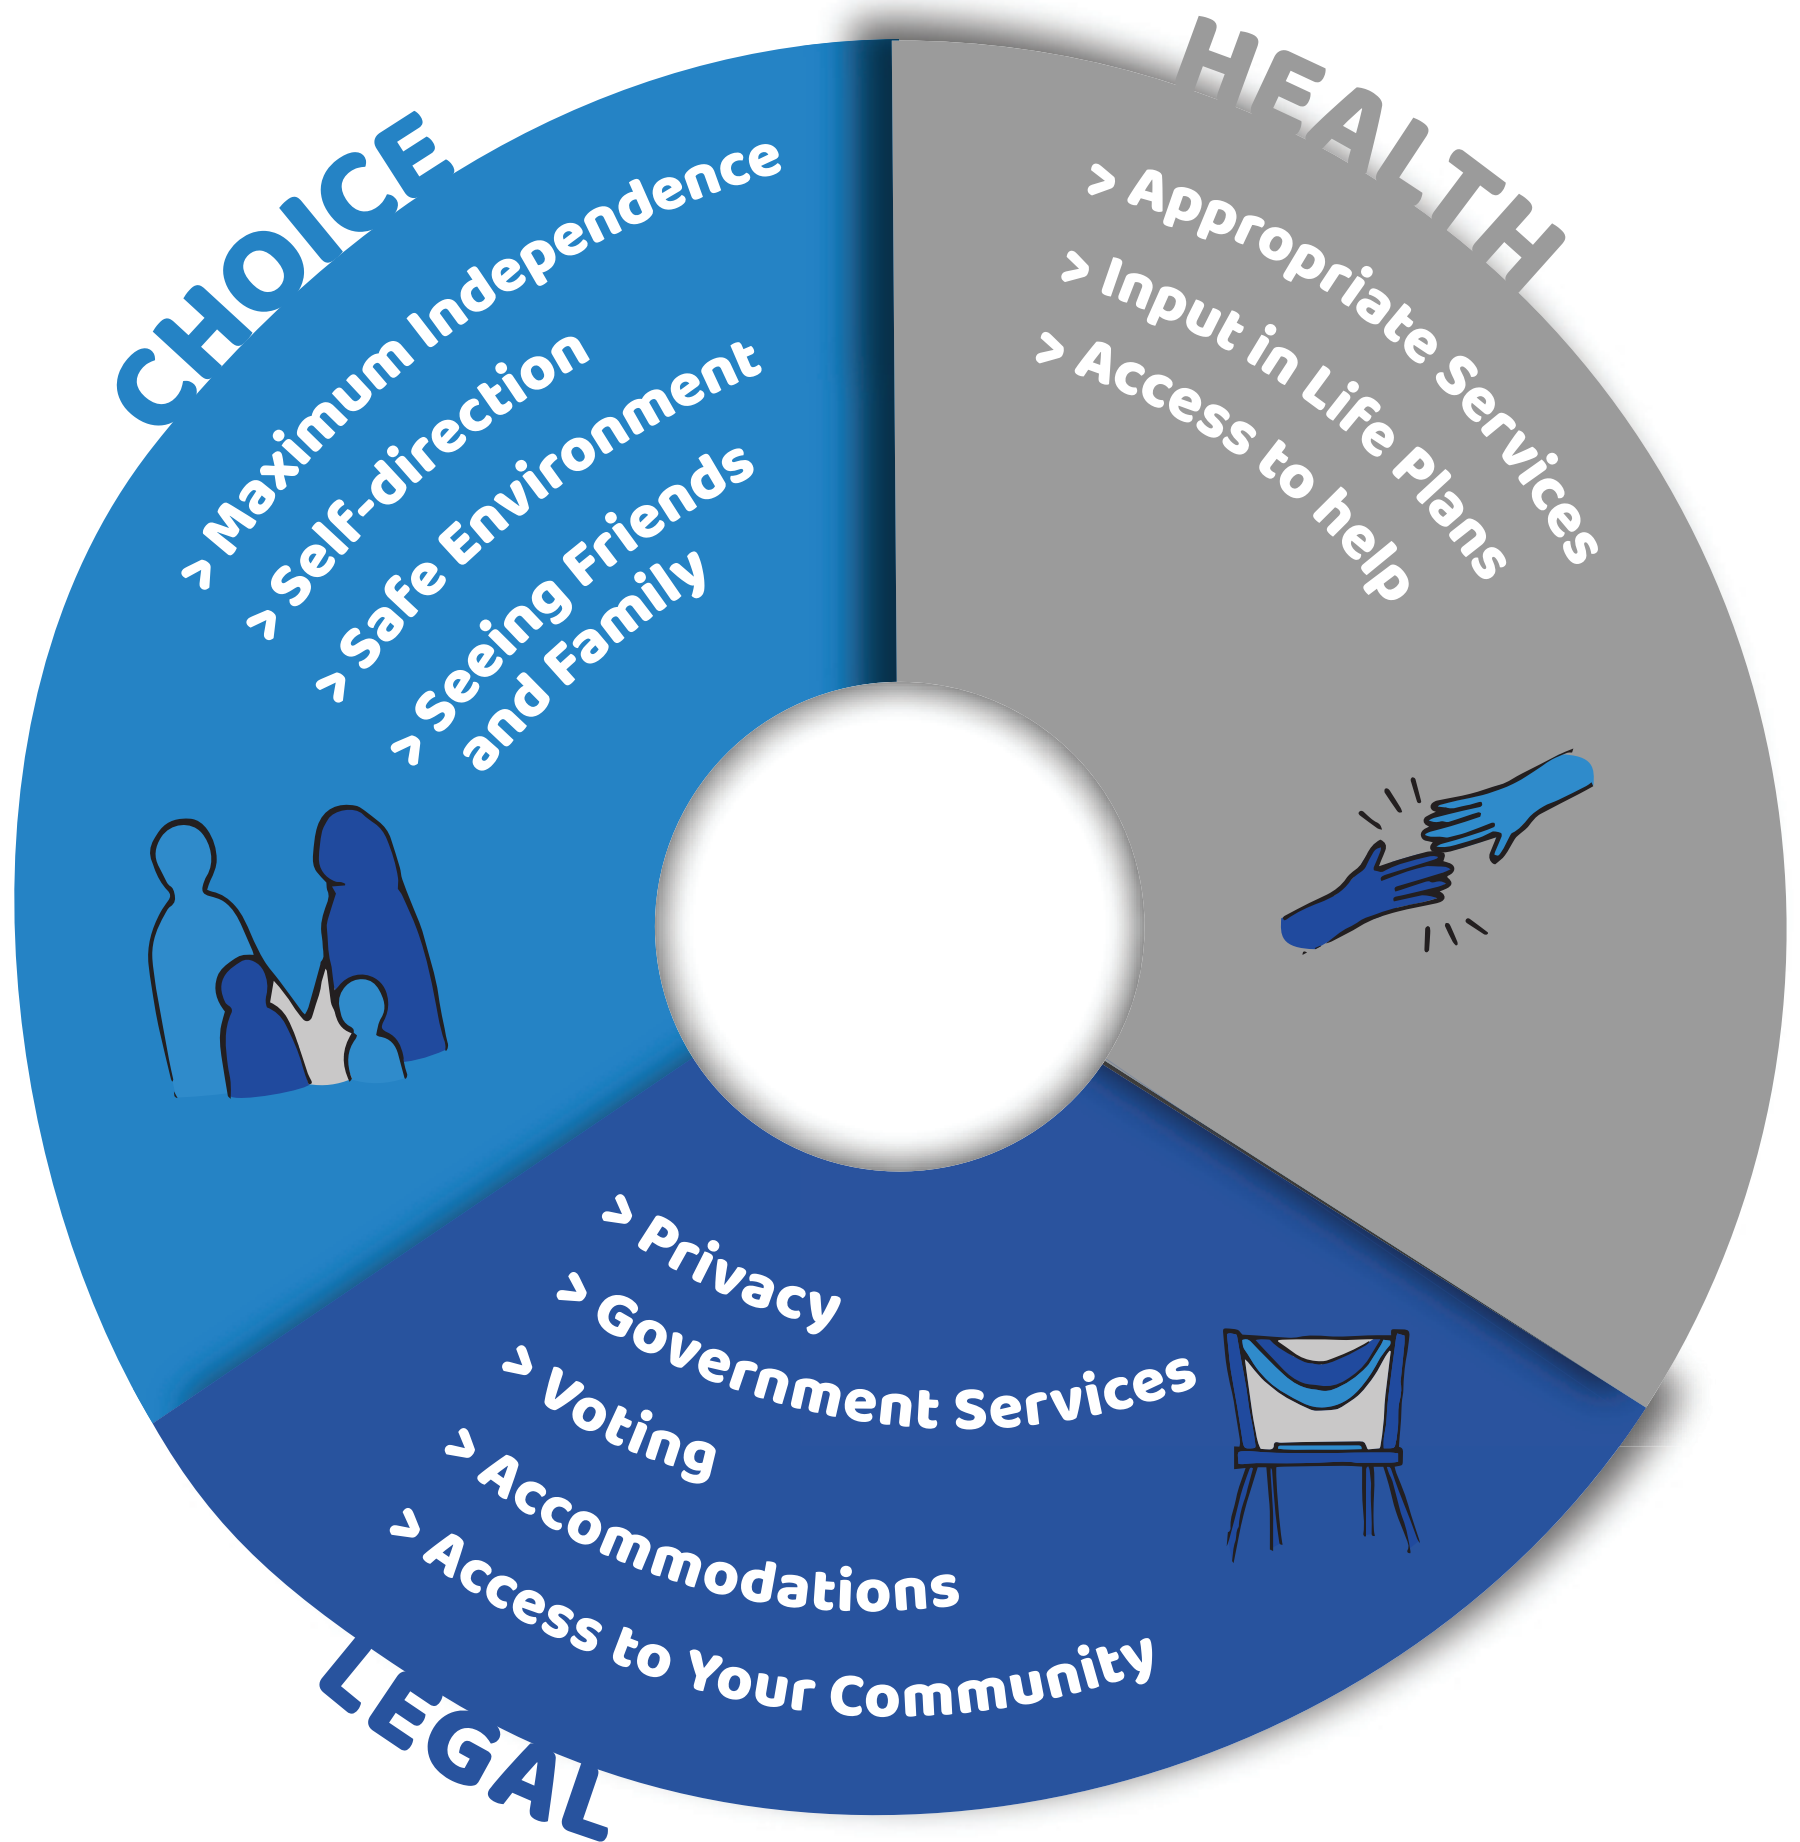 CHOICE
> Maximum Independence
> Self-direction
> Safe Environment
> Seeing Friends
and Family
HEALTH
> Appropriate Services
> Input in Life Plans
> Access to help
> Privacy
> Government Services
> Voting
> Accommodations
> Access to Your Community
LEGAL